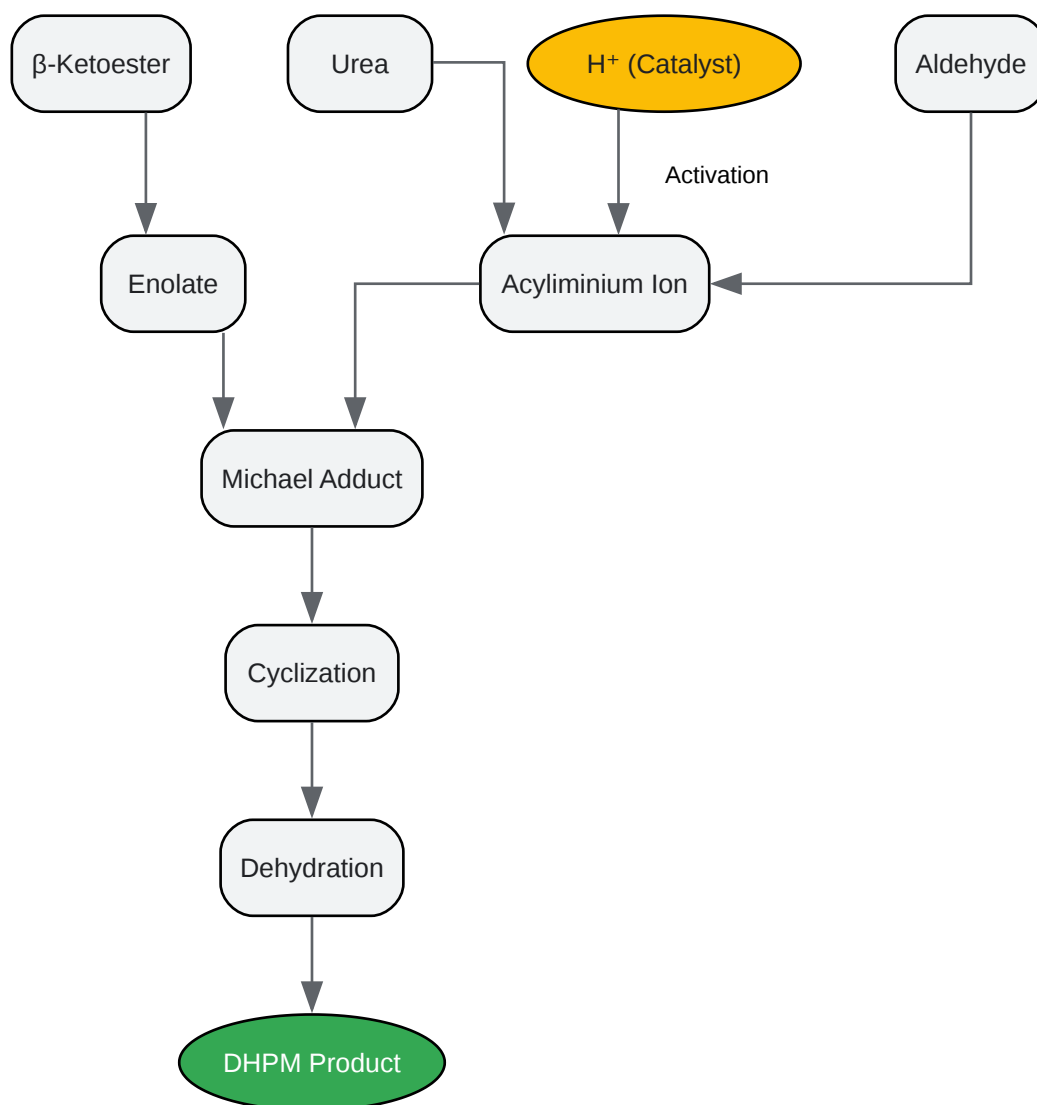 β-Ketoester
Urea
H⁺ (Catalyst)
Aldehyde
Activation
Enolate
Acyliminium Ion
Michael Adduct
Cyclization
Dehydration
DHPM Product